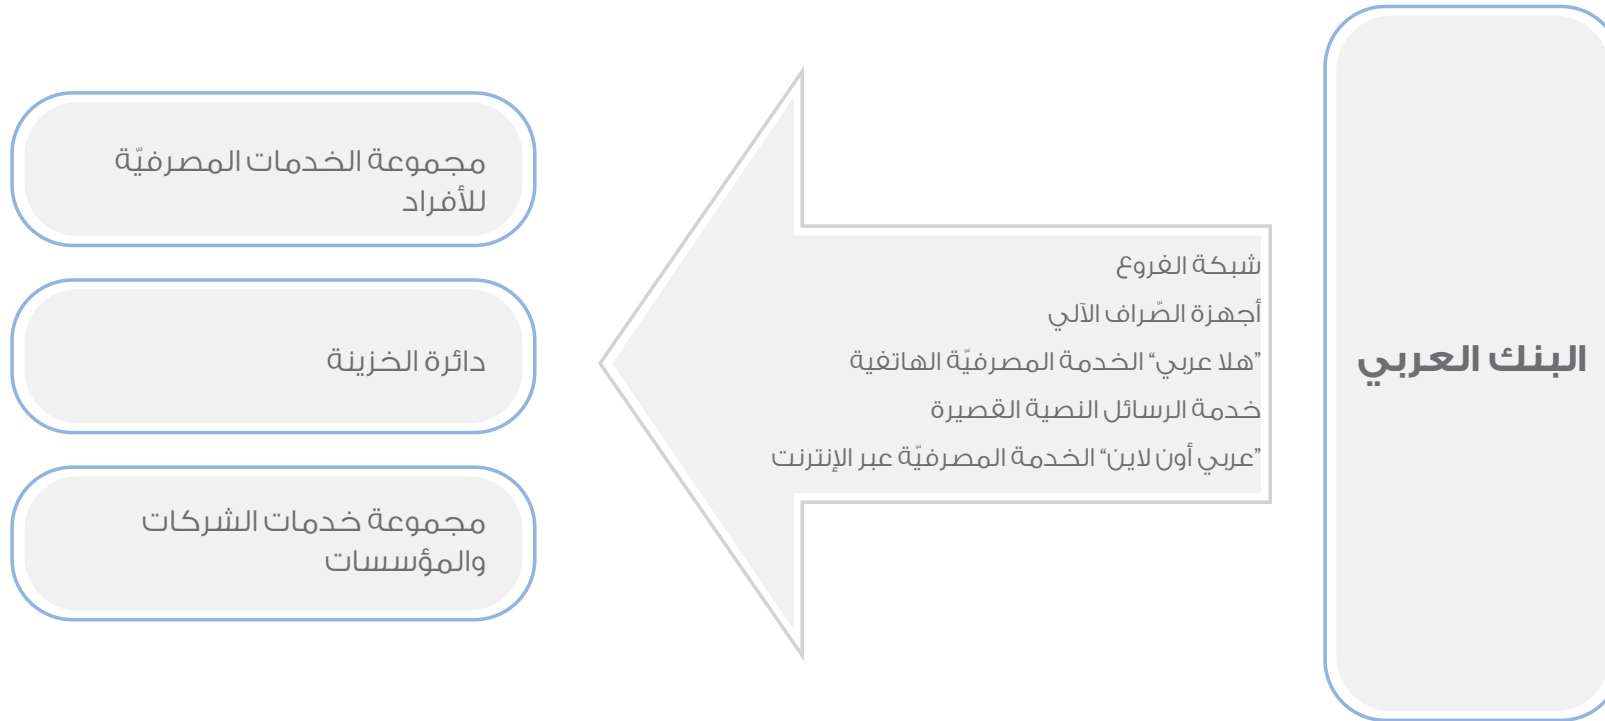 البنك العربي
شبكة الفروع
أجهزة الصّراف الآلي
"هلا عربي" الخدمة المصرفيّة الهاتفية
خدمة الرسائل النصية القصيرة
"عربي أون لاين" الخدمة المصرفيّة عبر الإنترنت
مجموعة الخدمات المصرفيّة
للأفراد
دائرة الخزينة
مجموعة خدمات الشركات
والمؤسسات